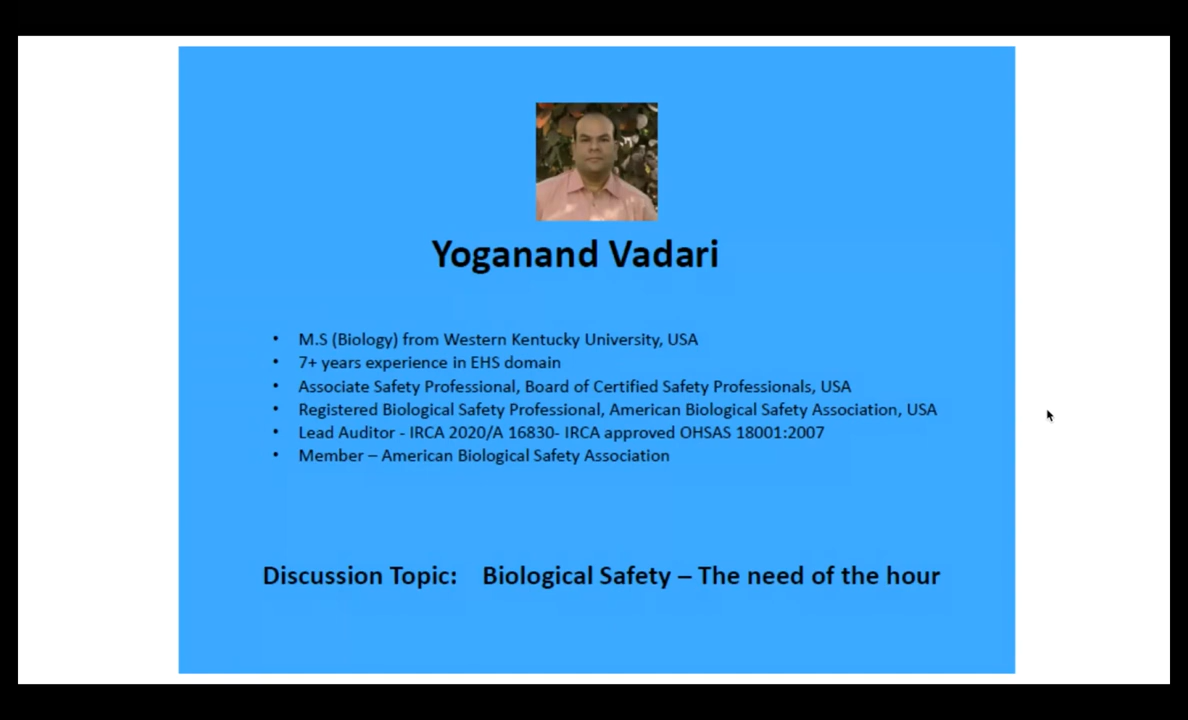 Yoganand Vadari
• M.S (Biology) from Western Kentucky University, USA
• 7+ years experience in EHS domain
• Associate Safety Professional, Board of Certified Safety Professionals, USA
• Registered Biological Safety Professional, American Biological Safety Association, USA
• Lead Auditor - IRCA 2020/A 16830- IRCA approved OHSAS 18001:2007
• Member – American Biological Safety Association
Discussion Topic: Biological Safety – The need of the hour